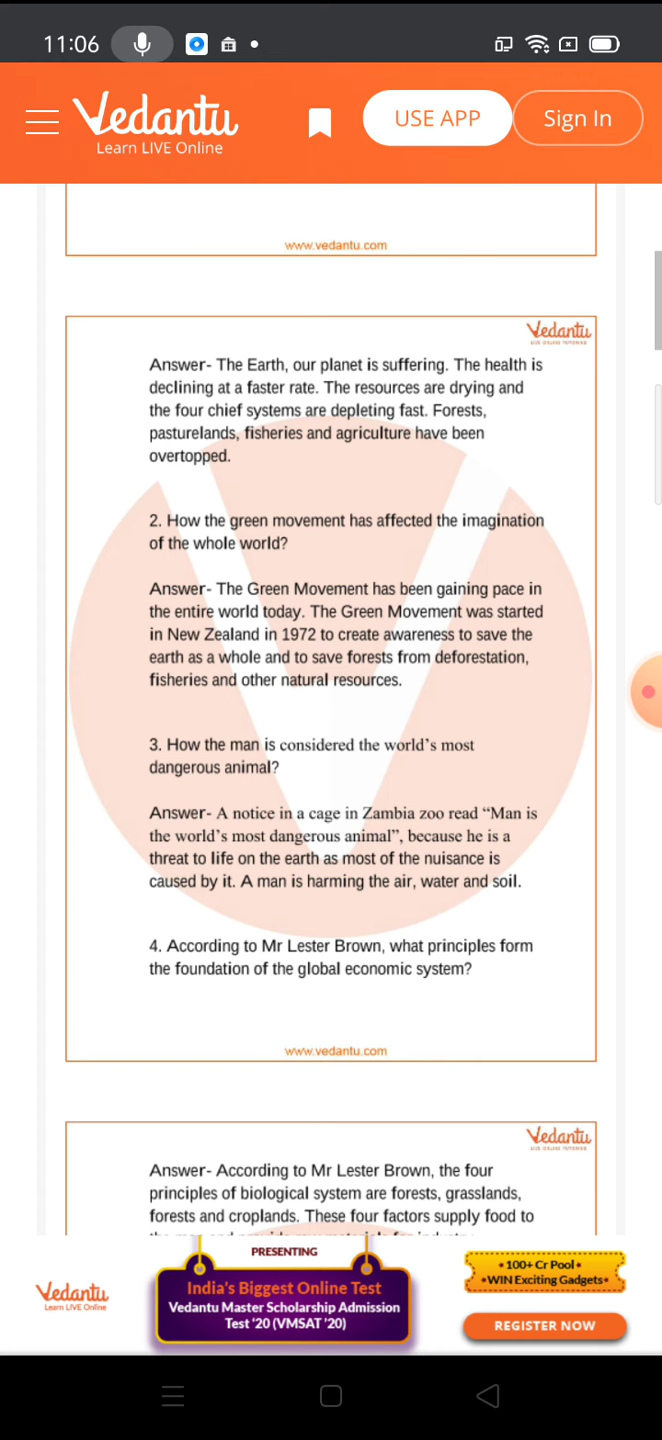 11:06
Vedantu
Learn LIVE Online
USE APP
Sign In
www.vedantu.com
Vedantu
Answer- The Earth, our planet is suffering. The health is
declining at a faster rate. The resources are drying and
the four chief systems are depleting fast. Forests,
pasturelands, fisheries and agriculture have been
overtopped.
2. How the green movement has affected the imagination
of the whole world?
Answer- The Green Movement has been gaining pace in
the entire world today. The Green Movement was started
in New Zealand in 1972 to create awareness to save the
earth as a whole and to save forests from deforestation,
fisheries and other natural resources.
3. How the man is considered the world's most
dangerous animal?
Answer- A notice in a cage in Zambia zoo read “Man is
the world's most dangerous animal”, because he is a
threat to life on the earth as most of the nuisance is
caused by it. A man is harming the air, water and soil.
4. According to Mr Lester Brown, what principles form
the foundation of the global economic system?
www.vedantu.com
Vedantu
Answer- According to Mr Lester Brown, the four
principles of biological system are forests, grasslands,
forests and croplands. These four factors supply food to
Vedantu
Learn LIVE Online
PRESENTING
India's Biggest Online Test
Vedantu Master Scholarship Admission
Test '20 (VMSAT '20)
• 100+ Cr Pool •
•WIN Exciting Gadgets•
REGISTER NOW